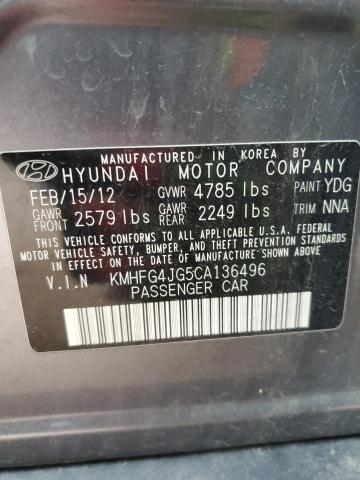 MANUFACTURED IN KOREA BY
HYUNDAI MOTOR COMPANY
FEB/15/12 GVWR 4785 lbs PAINT YDG
GAWR FRONT 2579 lbs GAWR REAR 2249 lbs TRIM NNA
THIS VEHICLE CONFORMS TO ALL APPLICABLE U.S.A FEDERAL
MOTOR VEHICLE SAFETY, BUMPER, AND THEFT PREVENTION STANDARDS
IN EFFECT ON THE DATE OF MANUFACTURE SHOWN ABOVE.
V.I.N KMHFG4JG5CA136496
PASSENGER CAR